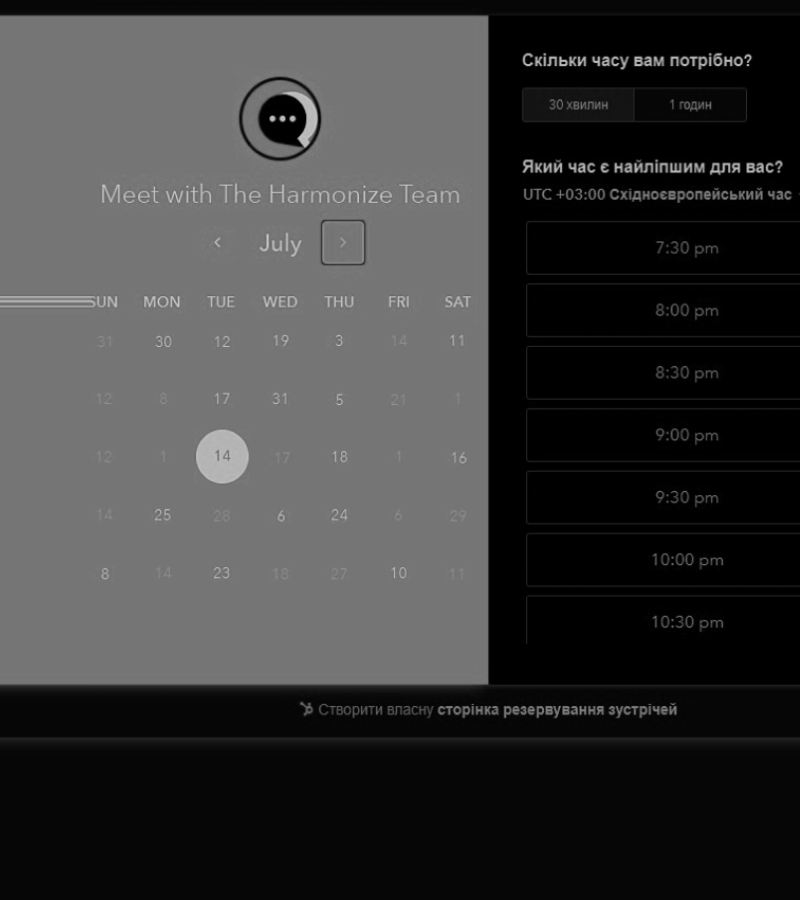 Meet with The Harmonize Team
July
SUN MON TUE WED THU FRI SAT
31 30 12 19 3 14 11
12 8 17 31 5 21 1
12 1 14 17 18 1 16
14 25 28 6 24 6 29
8 14 23 18 27 10 11
Скільки часу вам потрібно?
30 хвилин 1 годин
Який час є найліпшим для вас?
UTC +03:00 Східноєвропейський час
7:30 pm
8:00 pm
8:30 pm
9:00 pm
9:30 pm
10:00 pm
10:30 pm
Створити власну сторінка резервування зустрічей